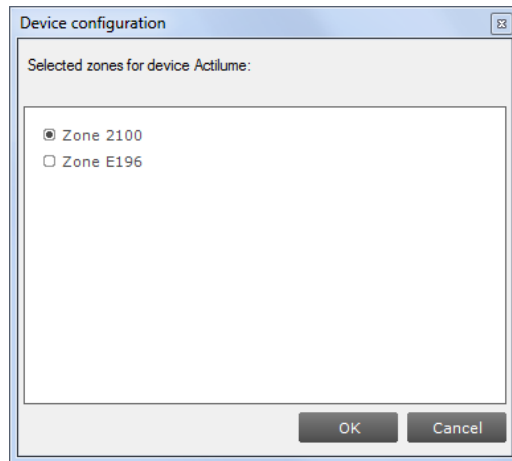 Device configuration
Selected zones for device Actilume:
Zone 2100
Zone E196
OK Cancel